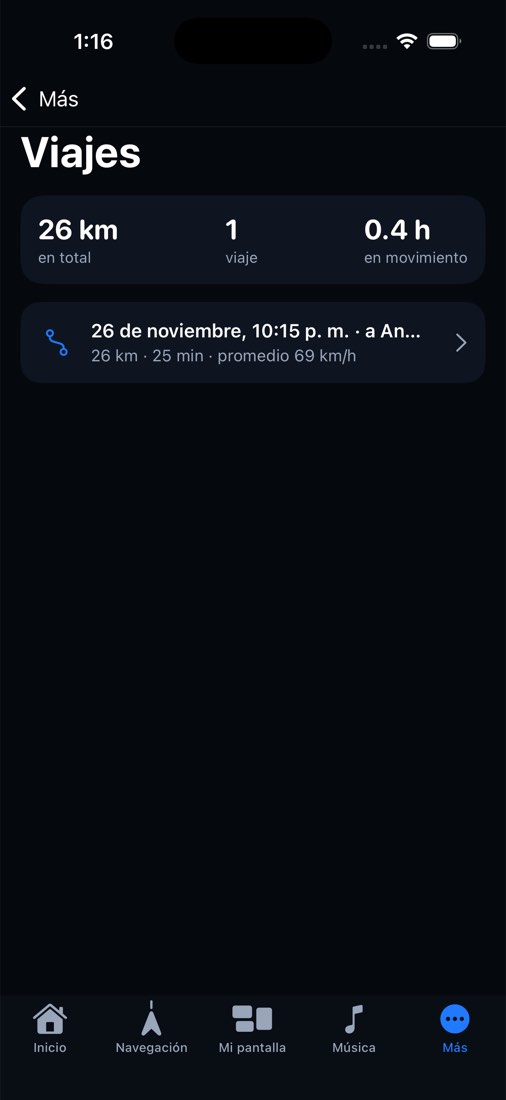 1:16
Más
Viajes
26 km
1
0.4 h
en total
viaje
en movimiento
26 de noviembre, 10:15 p. m. · a An...
26 km · 25 min · promedio 69 km/h
Inicio
Navegación
Mi pantalla
Música
Más